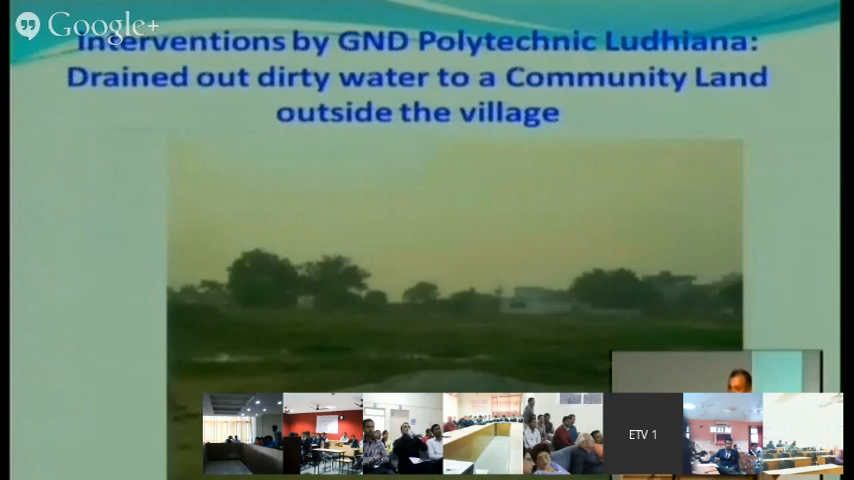 Google+
Interventions by GND Polytechnic Ludhiana:
Drained out dirty water to a Community Land
outside the village
ETV 1